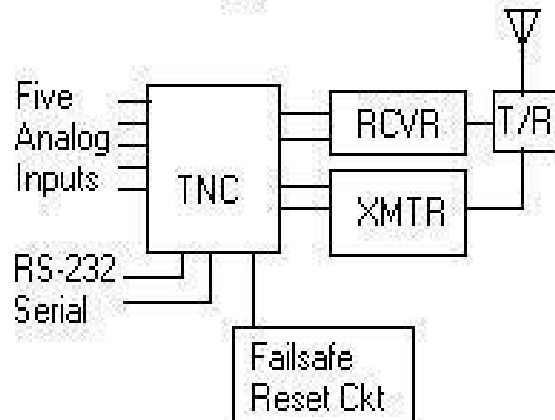 Five
Analog
Inputs
TNC
RCVR
T/R
XMTR
RS-232
Serial
Failsafe
Reset Ckt